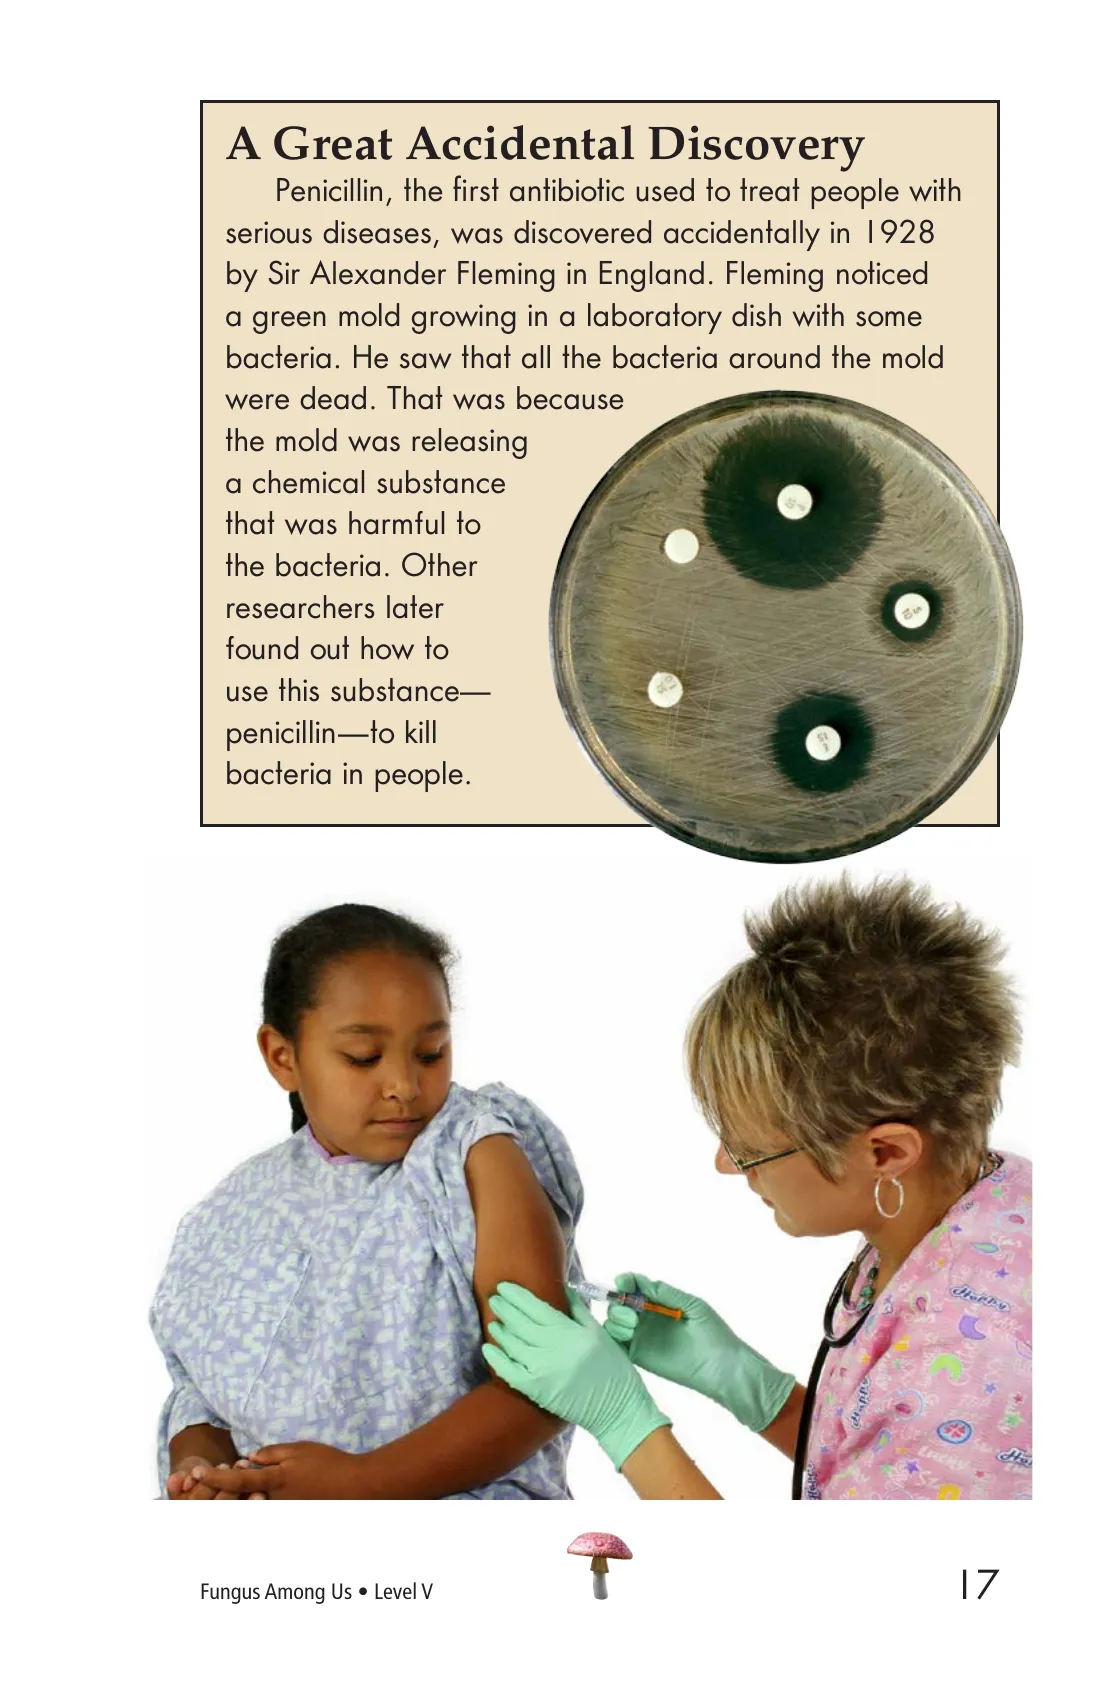 A Great Accidental Discovery
Penicillin, the first antibiotic used to treat people with
serious diseases, was discovered accidentally in 1928
by Sir Alexander Fleming in England. Fleming noticed
a green mold growing in a laboratory dish with some
bacteria. He saw that all the bacteria around the mold
were dead. That was because
the mold was releasing
a chemical substance
that was harmful to
the bacteria. Other
researchers later
found out how to
use this substance—
penicillin—to kill
bacteria in people.
Happy
Happy
Fungus Among Us • Level V
17